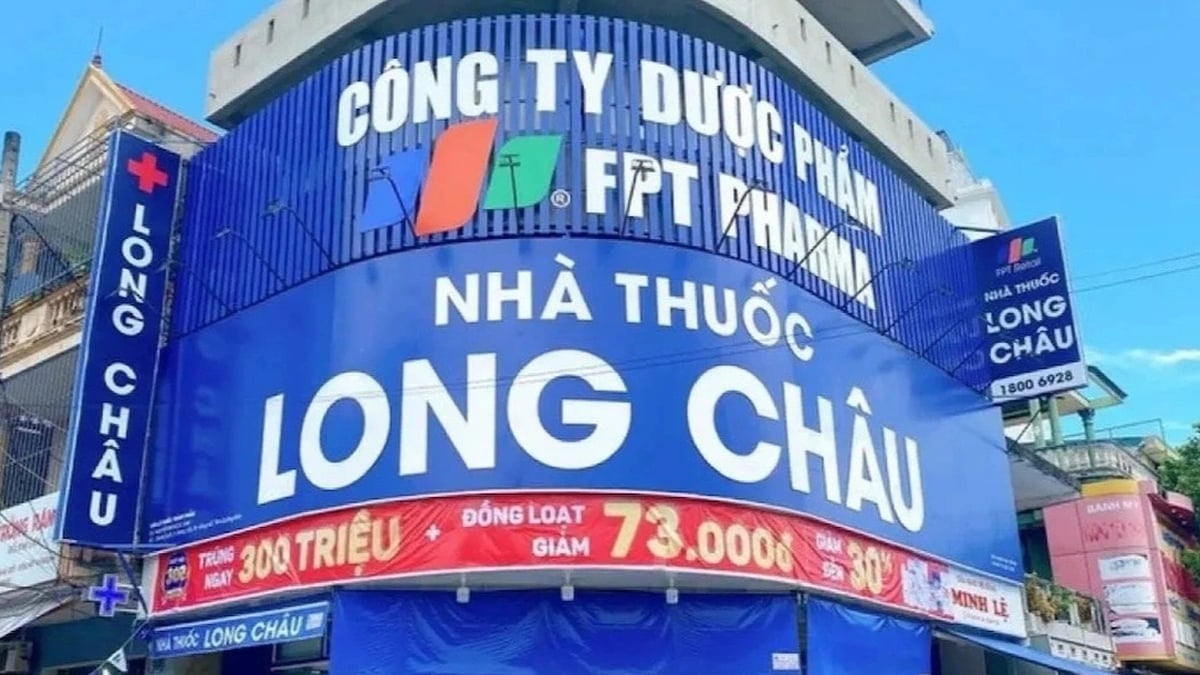 CÔNG TY DƯỢC PHẨM
® FPT PHARMA
NHÀ THUỐC
LONG CHÂU
LONG CHÂU
FPT Retail
NHÀ THUỐC
LONG
CHÂU
1800 6928
TRÚNG NGAY 300 TRIỆU + ĐỒNG LOẠT GIẢM 73.000đ GIẢM ĐẾN 30%
MINH LỆ
NHÀ THUỐC LONG CHÂU
BÁNH MÌ